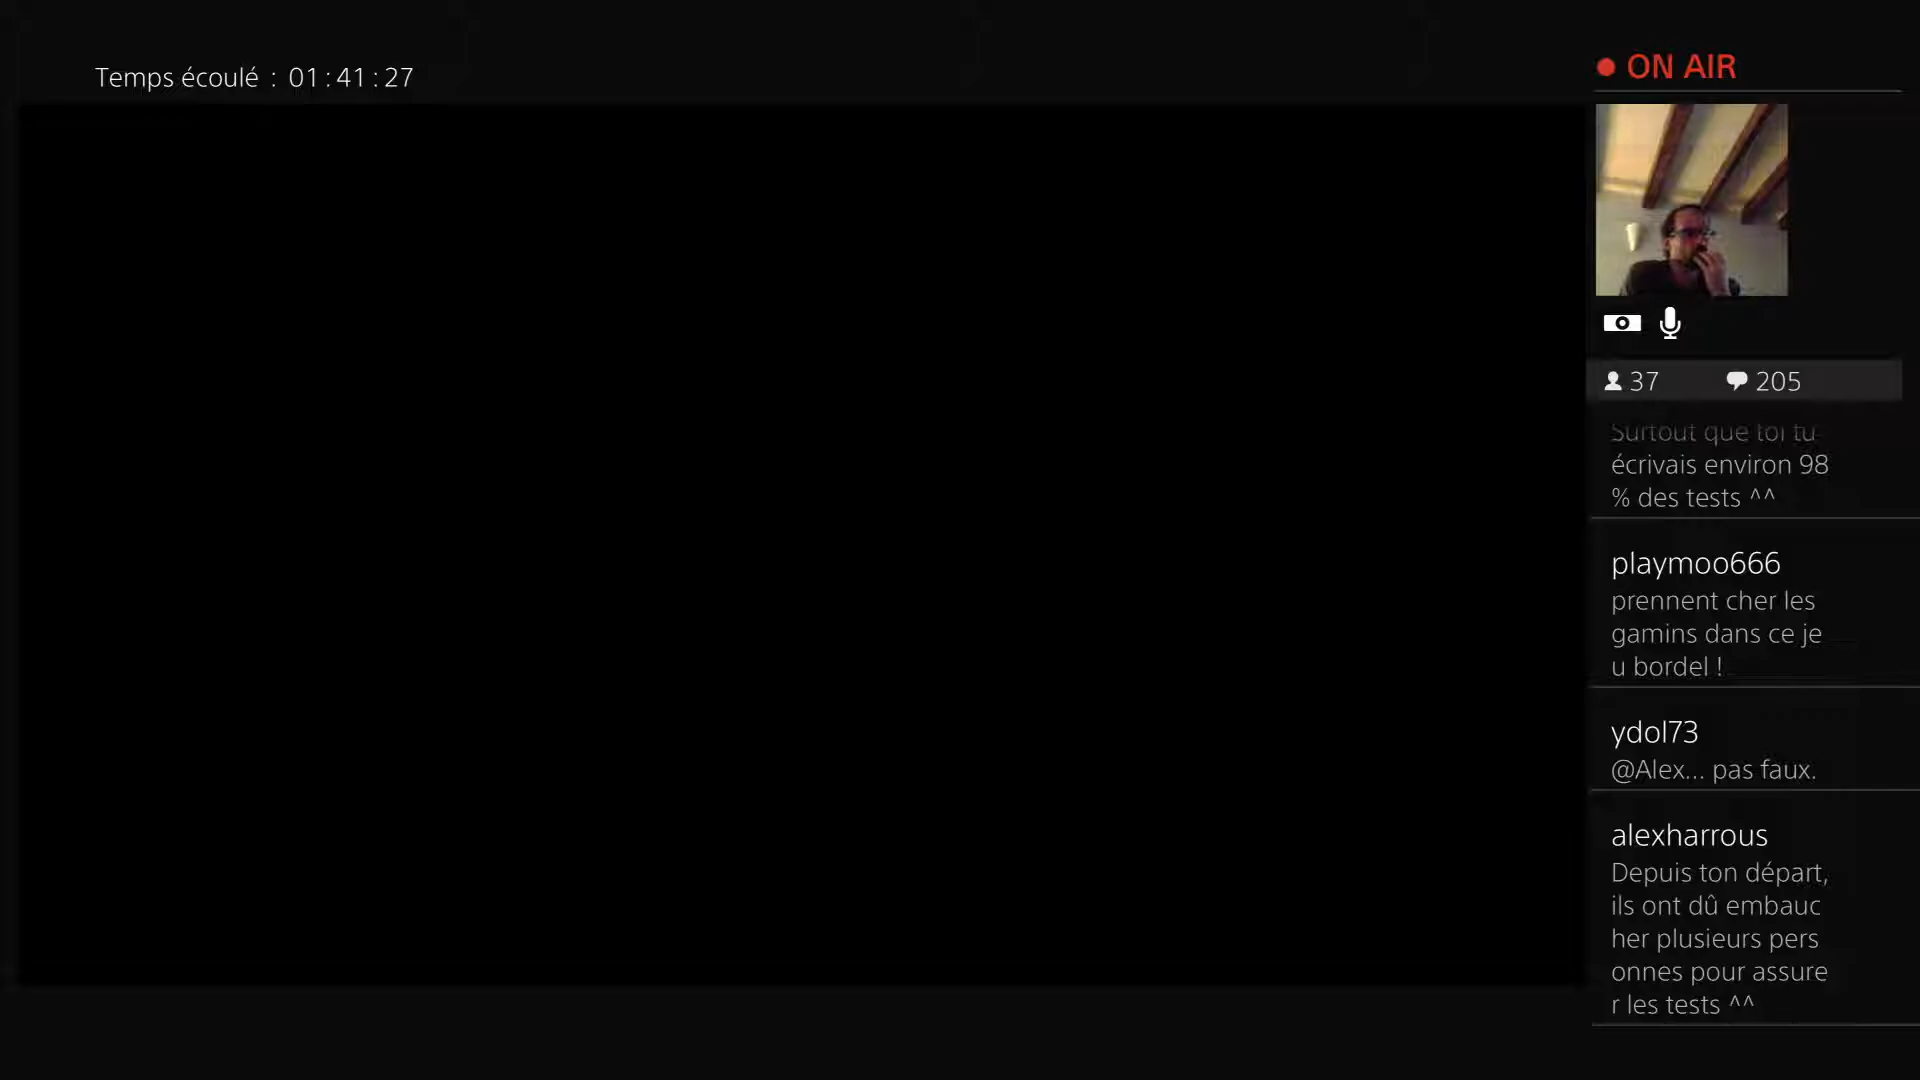 Temps écoulé : 01:41:27
ON AIR
37
205
Surtout que toi tu
écrivais environ 98
% des tests ^^
playmoo666
prennent cher les
gamins dans ce je
u bordel !
ydol73
@Alex... pas faux.
alexharrous
Depuis ton départ,
ils ont dû embauc
her plusieurs pers
onnes pour assure
r les tests ^^